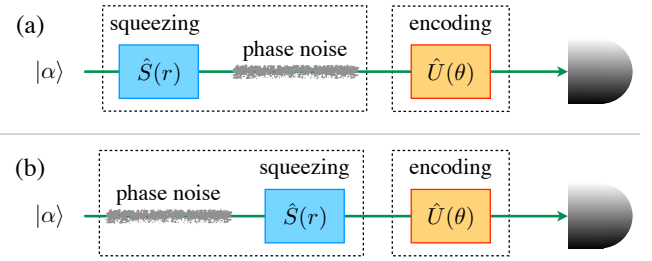 (a)
squeezing
phase noise
encoding
|α⟩
Ŝ(r)
Û(θ)
(b)
squeezing
phase noise
encoding
|α⟩
Ŝ(r)
Û(θ)